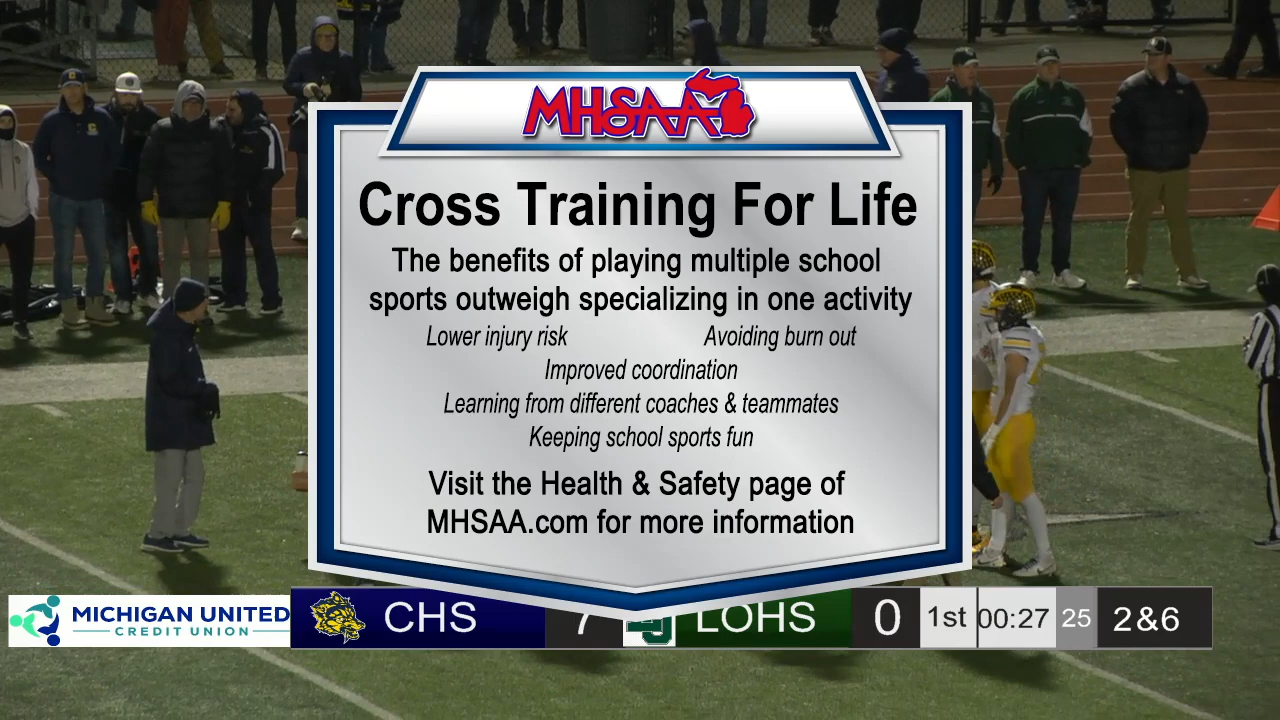 MHSAA
Cross Training For Life
The benefits of playing multiple school
sports outweigh specializing in one activity
Lower injury risk Avoiding burn out
Improved coordination
Learning from different coaches & teammates
Keeping school sports fun
Visit the Health & Safety page of
MHSAA.com for more information
MICHIGAN UNITED
CREDIT UNION
CHS 7 LOHS 0 1st 00:27 25 2&6